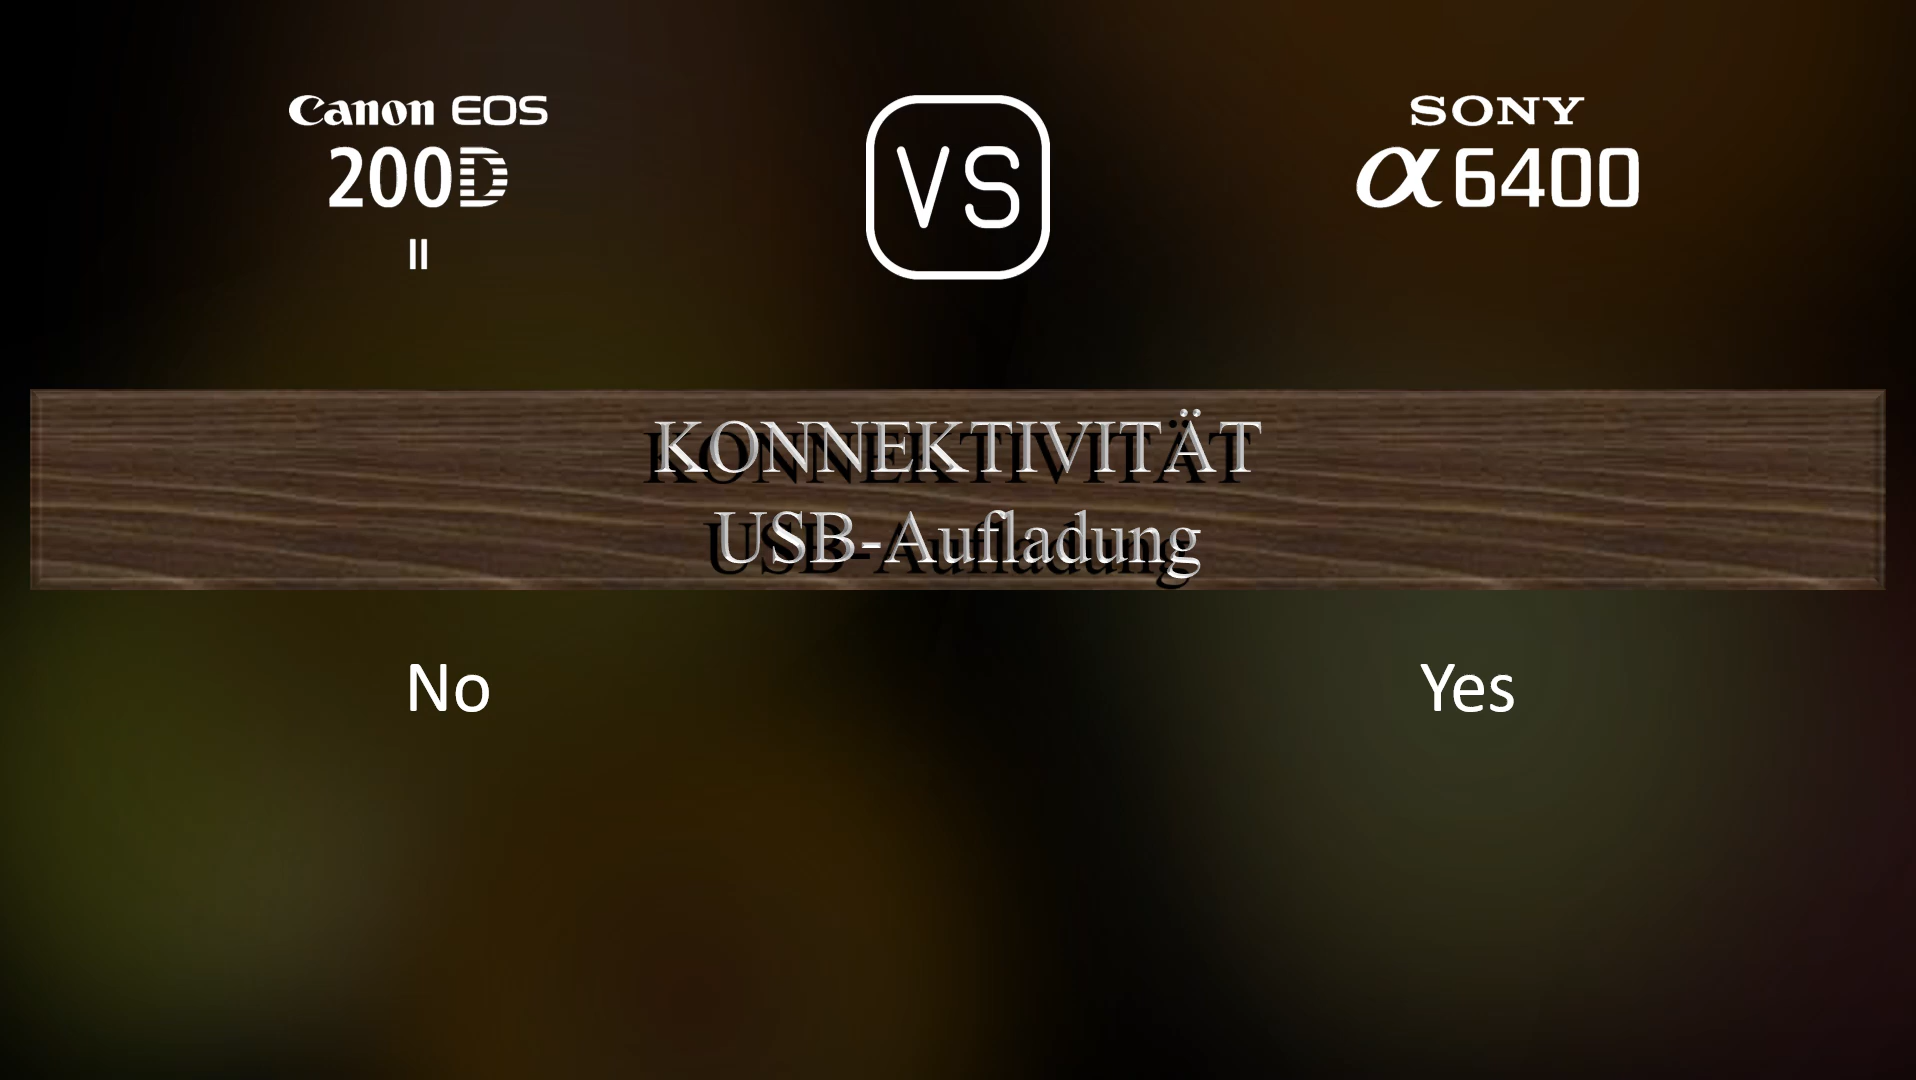 Canon EOS
200D
II
VS
SONY
α6400
KONNEKTIVITÄT
USB-Aufladung
No
Yes